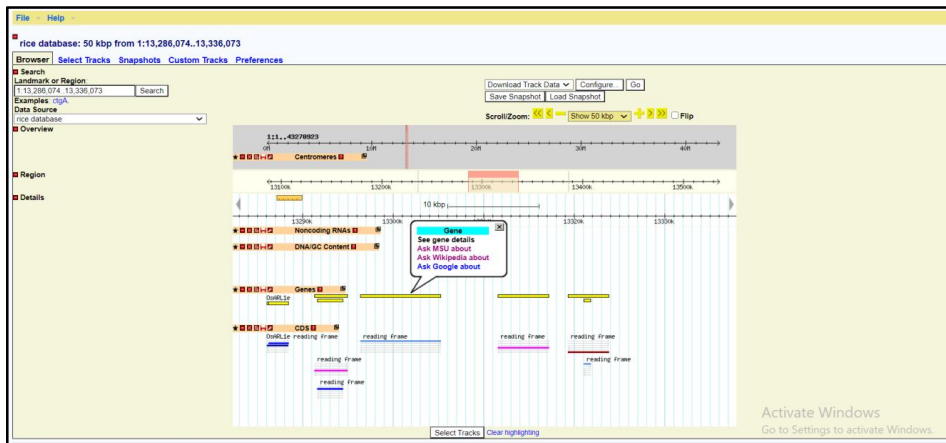 File Help
rice database: 50 kbp from 1:13,286,074..13,336,073
Browser Select Tracks Snapshots Custom Tracks Preferences
Search
Landmark or Region:
1:13,286,074..13,336,073 Search
Examples: ctgA.
Data Source
rice database
Download Track Data Configure... Go
Save Snapshot Load Snapshot
Scroll/Zoom: Show 50 kbp Flip
Overview
1:1..43270923
0M 10M 20M 30M 40M
Centromeres
Region
13100k 13200k 13300k 13400k 13500k
Details
10 kbp
13290k 13300k 13320k 13330k
Noncoding RNAs
DNA/GC Content
Gene
See gene details
Ask MSU about
Ask Wikipedia about
Ask Google about
Genes
OsARL1e
CDS
OsARL1e reading frame reading frame reading frame reading frame
reading frame reading frame
reading frame
Select Tracks Clear highlighting
Activate Windows
Go to Settings to activate Windows.